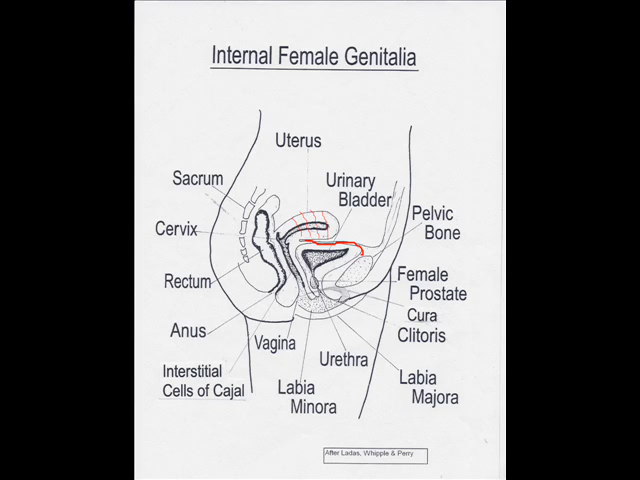 Internal Female Genitalia
Uterus
Sacrum
Urinary
Bladder
Cervix
Pelvic
Bone
Rectum
Female
Prostate
Cura
Clitoris
Anus
Vagina
Urethra
Interstitial
Cells of Cajal
Labia
Minora
Labia
Majora
After Ladas, Whipple & Perry